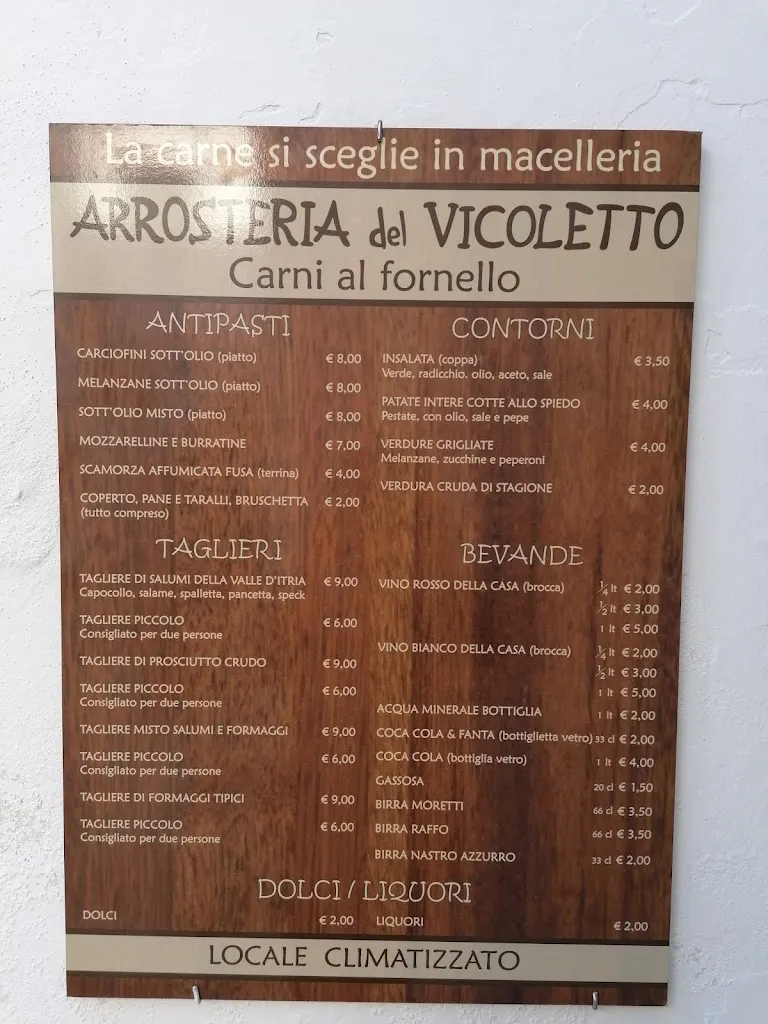 La carne si sceglie in macelleria
ARROSTERIA del VICOLETTO
Carni al fornello
ANTIPASTI
CARCIOFINI SOTT'OLIO (piatto) € 8,00
MELANZANE SOTT'OLIO (piatto) € 8,00
SOTT'OLIO MISTO (piatto) € 8,00
MOZZARELLINE E BURRATINE € 7,00
SCAMORZA AFFUMICATA FUSA (terrina) € 4,00
COPERTO, PANE E TARALLI, BRUSCHETTA € 2,00
(tutto compreso)
TAGLIERI
TAGLIERE DI SALUMI DELLA VALLE D'ITRIA € 9,00
Capocollo, salame, spalletta, pancetta, speck
TAGLIERE PICCOLO € 6,00
Consigliato per due persone
TAGLIERE DI PROSCIUTTO CRUDO € 9,00
TAGLIERE PICCOLO € 6,00
Consigliato per due persone
TAGLIERE MISTO SALUMI E FORMAGGI € 9,00
TAGLIERE PICCOLO € 6,00
Consigliato per due persone
TAGLIERE DI FORMAGGI TIPICI € 9,00
TAGLIERE PICCOLO € 6,00
Consigliato per due persone
CONTORNI
INSALATA (coppa) € 3,50
Verde, radicchio. olio, aceto, sale
PATATE INTERE COTTE ALLO SPIEDO € 4,00
Pestate, con olio, sale e pepe
VERDURE GRIGLIATE € 4,00
Melanzane, zucchine e peperoni
VERDURA CRUDA DI STAGIONE € 2,00
BEVANDE
VINO ROSSO DELLA CASA (brocca) ¼ lt € 2,00
½ lt € 3,00
1 lt € 5,00
VINO BIANCO DELLA CASA (brocca) ¼ lt € 2,00
½ lt € 3,00
1 lt € 5,00
ACQUA MINERALE BOTTIGLIA 1 lt € 2,00
COCA COLA & FANTA (bottiglietta vetro) 33 cl € 2,00
COCA COLA (bottiglia vetro) 1 lt € 4,00
GASSOSA 20 cl € 1,50
BIRRA MORETTI 66 cl € 3,50
BIRRA RAFFO 66 cl € 3,50
BIRRA NASTRO AZZURRO 33 cl € 2,00
DOLCI / LIQUORI
DOLCI € 2,00
LIQUORI € 2,00
LOCALE CLIMATIZZATO